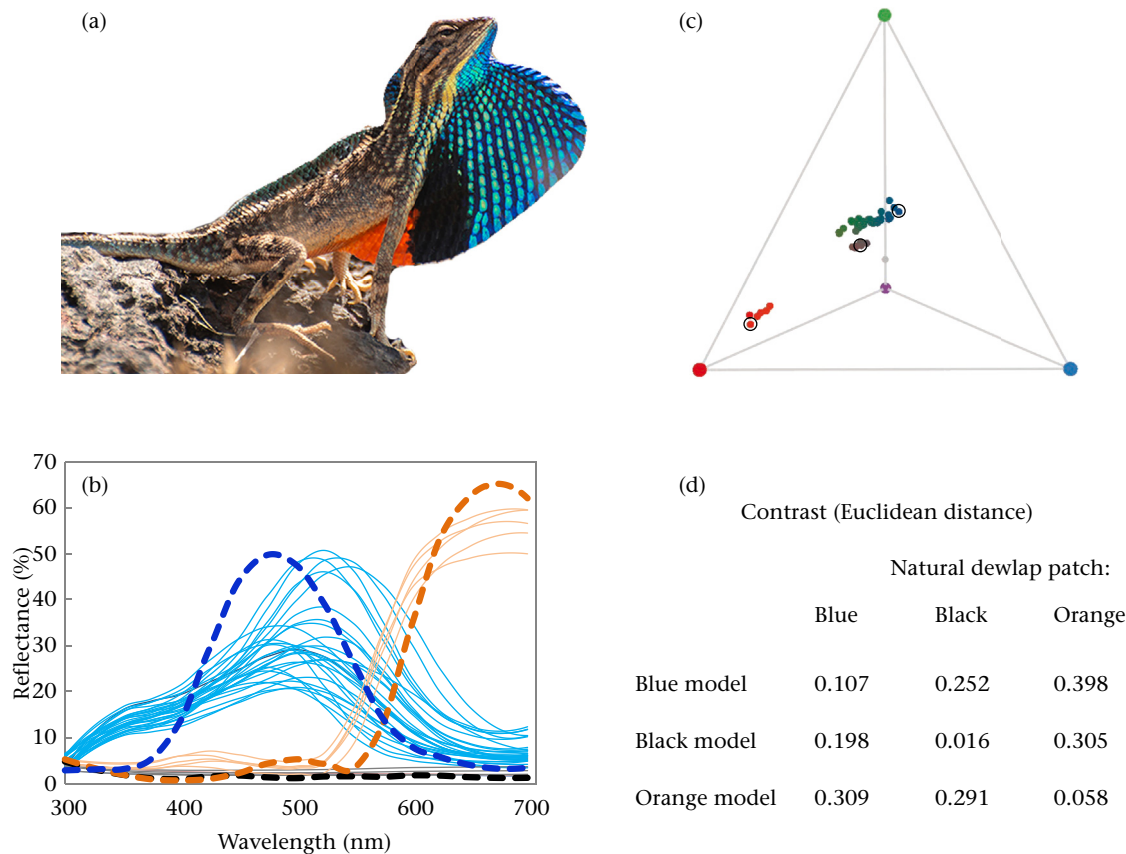 (a)
(c)
(b)
70
60
50
40
30
20
10
0
Reflectance (%)
300
400
500
600
700
Wavelength (nm)
(d)
Contrast (Euclidean distance)
Natural dewlap patch:
Blue Black Orange
Blue model 0.107 0.252 0.398
Black model 0.198 0.016 0.305
Orange model 0.309 0.291 0.058